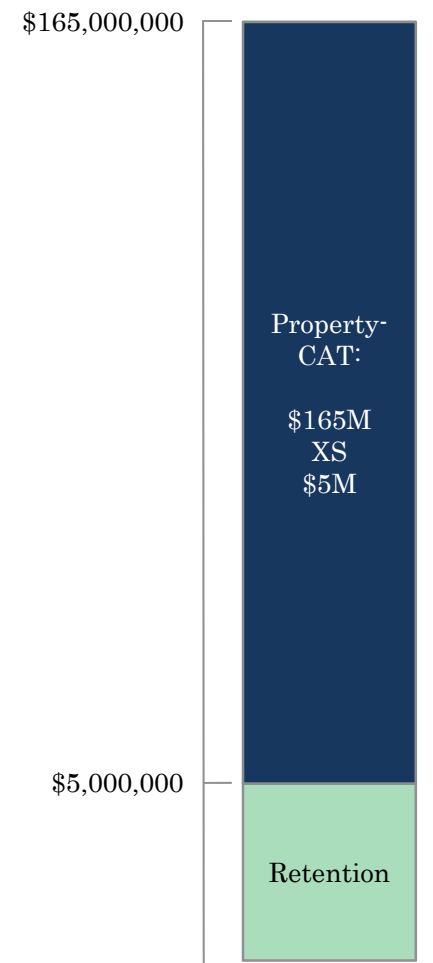 $165,000,000
Property-
CAT:
$165M
XS
$5M
$5,000,000
Retention